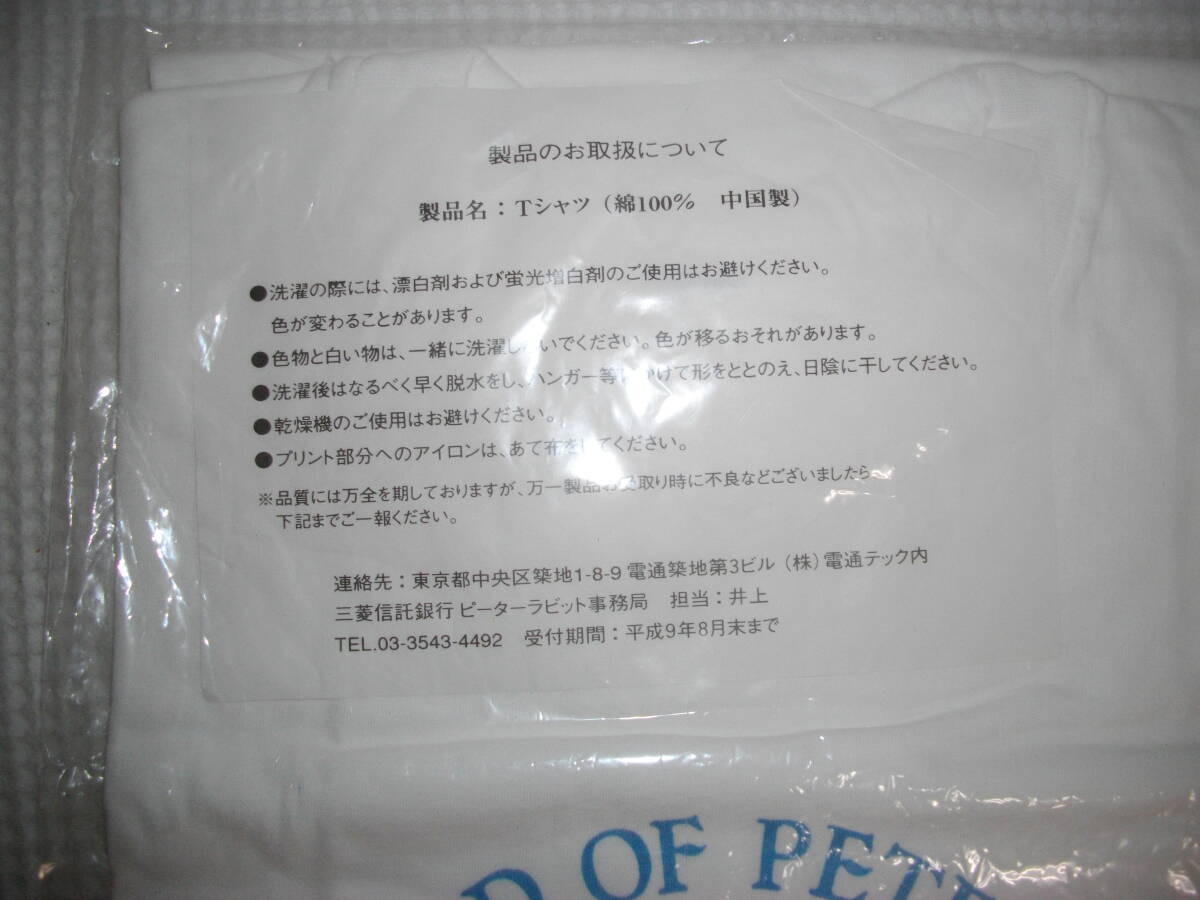 製品のお取扱について
製品名：Tシャツ（綿100%　中国製）
●洗濯の際には、漂白剤および蛍光増白剤のご使用はお避けください。
色が変わることがあります。
●色物と白い物は、一緒に洗濯しないでください。色が移るおそれがあります。
●洗濯後はなるべく早く脱水をし、ハンガー等にかけて形をととのえ、日陰に干してください。
●乾燥機のご使用はお避けください。
●プリント部分へのアイロンは、あて布をしてください。
※品質には万全を期しておりますが、万一製品お受取り時に不良などございましたら
下記までご一報ください。
連絡先：東京都中央区築地1-8-9 電通築地第3ビル（株）電通テック内
三菱信託銀行 ピーターラビット事務局　担当：井上
TEL.03-3543-4492　受付期間：平成9年8月末まで
OF